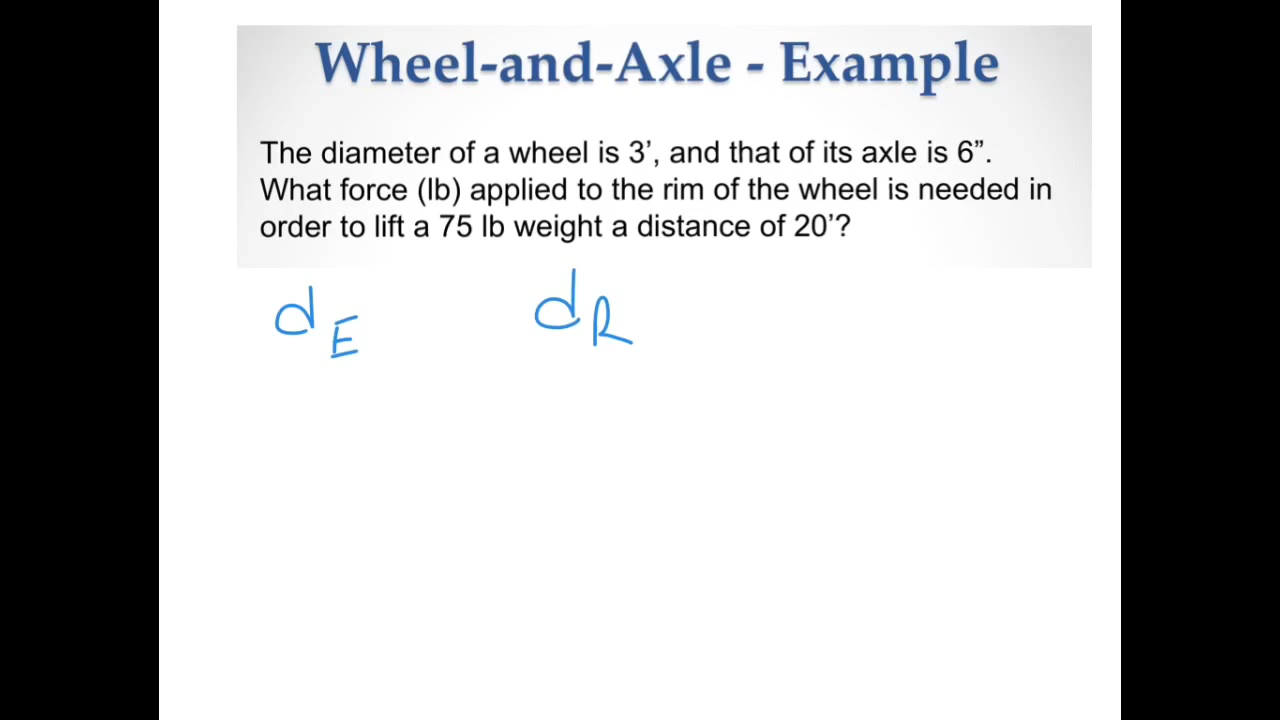 Wheel-and-Axle - Example
The diameter of a wheel is 3’, and that of its axle is 6”.
What force (lb) applied to the rim of the wheel is needed in
order to lift a 75 lb weight a distance of 20’?
dE dR